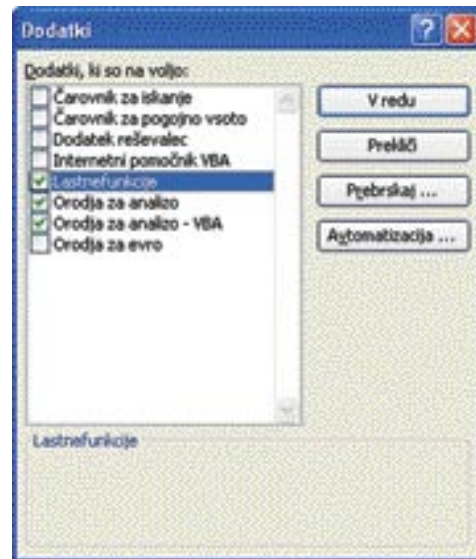 Dodatki
Dodatki, ki so na voljo:
Čarovnik za iskanje
Čarovnik za pogojno vsoto
Dodatek reševalec
Internetni pomočnik VBA
Lastnefunkcije
Orodja za analizo
Orodja za analizo - VBA
Orodja za evro
V redu
Prekliči
Prebrskaj ...
Avtomatizacija ...
Lastnefunkcije